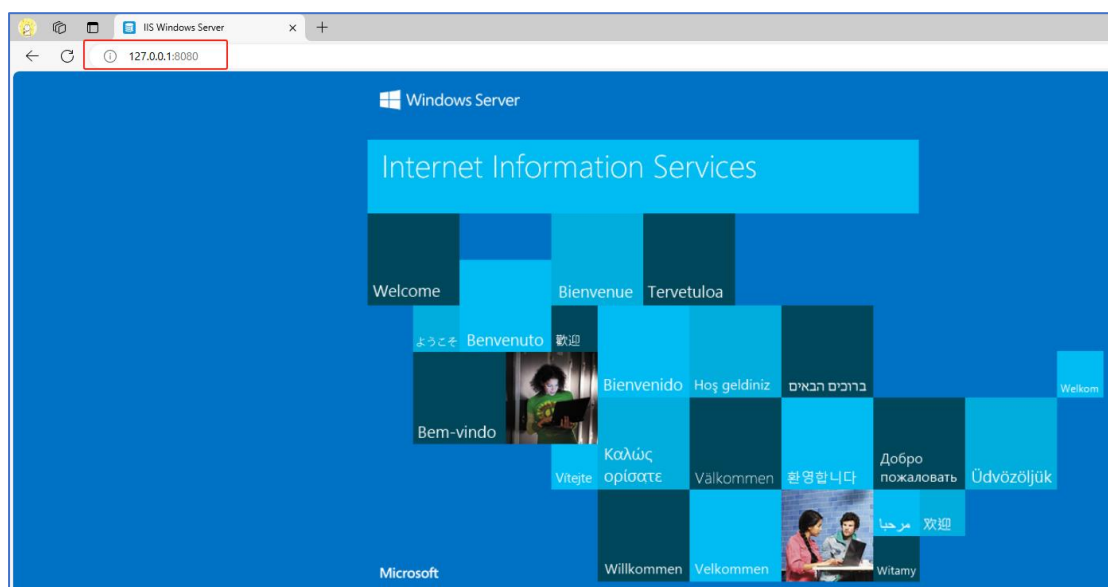 IIS Windows Server
127.0.0.1:8080
Windows Server
Internet Information Services
Welcome
Bienvenue
Tervetuloa
ようこそ
Benvenuto
歡迎
Bienvenido
Hoş geldiniz
ברוכים הבאים
Welkom
Bem-vindo
Vítejte
Καλώς
ορίσατε
Välkommen
환영합니다
Добро
пожаловать
Üdvözöljük
مرحبا
欢迎
Microsoft
Willkommen
Velkommen
Witamy